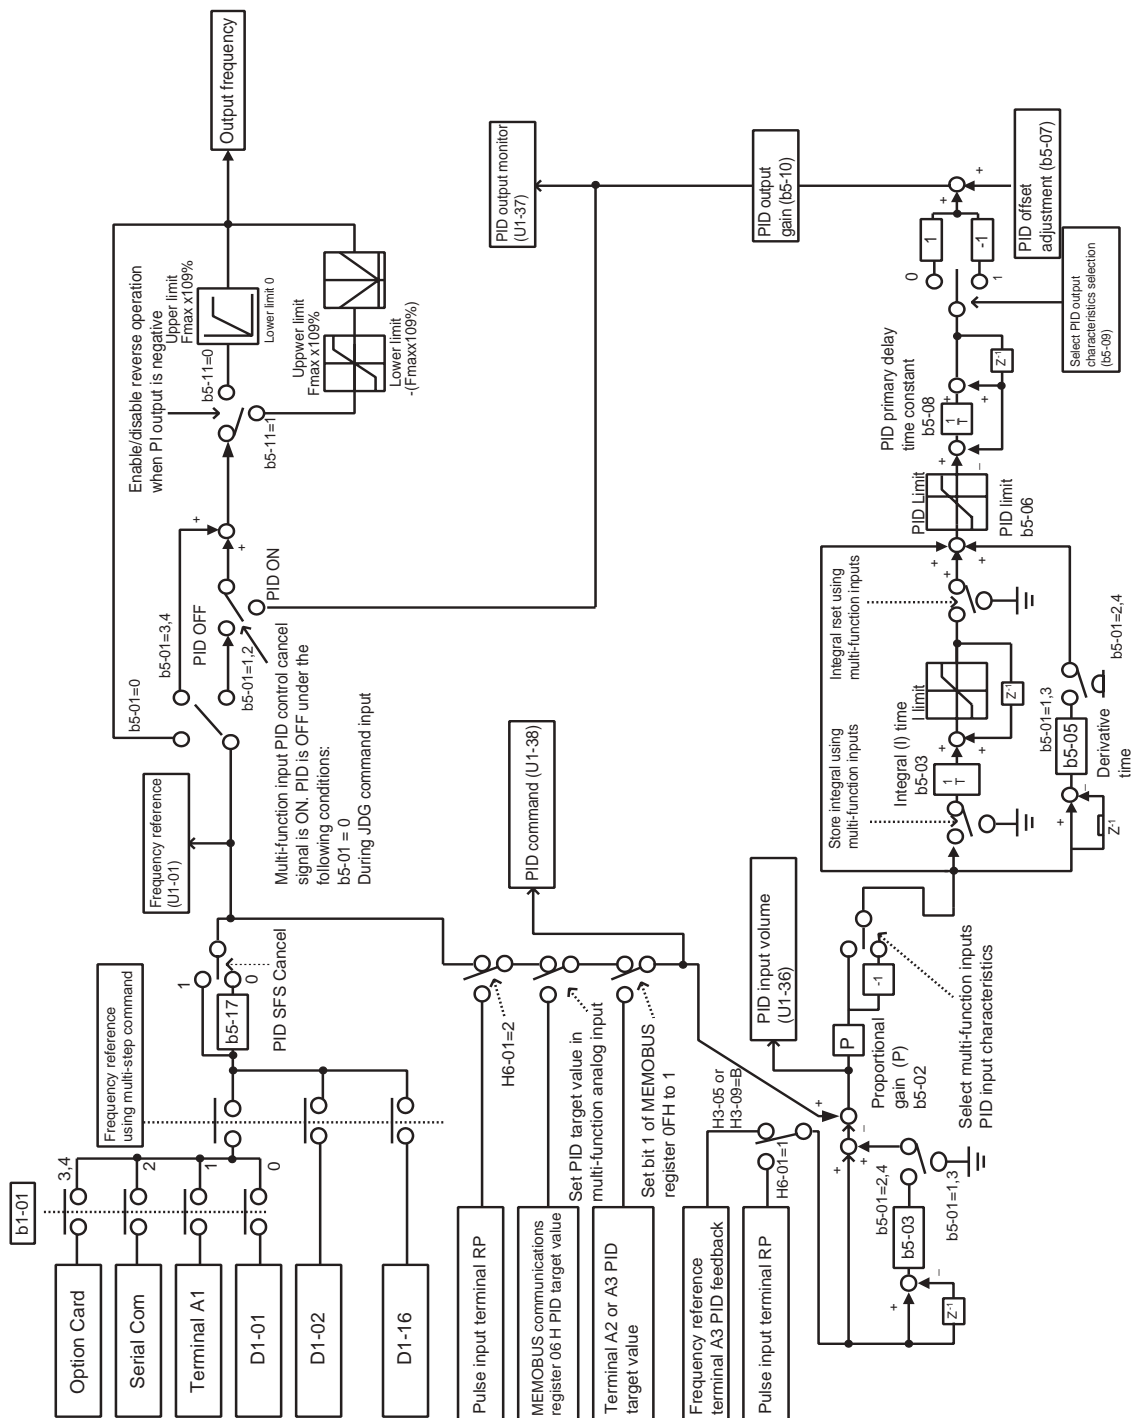 b1-01
Option Card
3,4
Serial Com
2
Terminal A1
1
D1-01
0
D1-02
D1-16
Frequency reference
using multi-step command
b5-17
1
0
PID SFS Cancel
Frequency reference
(U1-01)
b5-01=0
b5-01=3,4
PID OFF
b5-01=1,2
PID ON
Multi-function input PID control cancel
signal is ON. PID is OFF under the
following conditions:
b5-01 = 0
During JDG command input
+
+
Enable/disable reverse operation
when PI output is negative
b5-11=0
b5-11=1
Upper limit
Fmax x109%
Lower limit 0
Uppwer limit
Fmax x109%
Lower limit
-(Fmaxx109%)
Output frequency
Pulse input terminal RP
H6-01=2
MEMOBUS communications
register 06 H PID target value
Set PID target value in
multi-function analog input
Terminal A2 or A3 PID
target value
Set bit 1 of MEMOBUS
register 0FH to 1
PID command (U1-38)
Frequency reference
terminal A3 PID feedback
H3-05 or
H3-09=B
Pulse input terminal RP
H6-01=1
PID input volume
(U1-36)
+
−
+
+
b5-01=2,4
b5-03
b5-01=1,3
+
−
Z-1
P
Proportional
gain (P)
b5-02
-1
Select multi-function inputs
PID input characteristics
Store integral using
multi-function inputs
Integral (I) time
b5-03
1
T
+
+
I limit
Z-1
Integral rset using
multi-function inputs
+
−
Z-1
b5-05
Derivative
time
b5-01=1,3
b5-01=2,4
+
+
+
PID Limit
PID limit
b5-06
PID primary delay
time constant
b5-08
+
−
1
T
+
+
Z-1
0
1
1
-1
Select PID output
characteristics selection
(b5-09)
+
+
PID offset
adjustment (b5-07)
PID output
gain (b5-10)
PID output monitor
(U1-37)